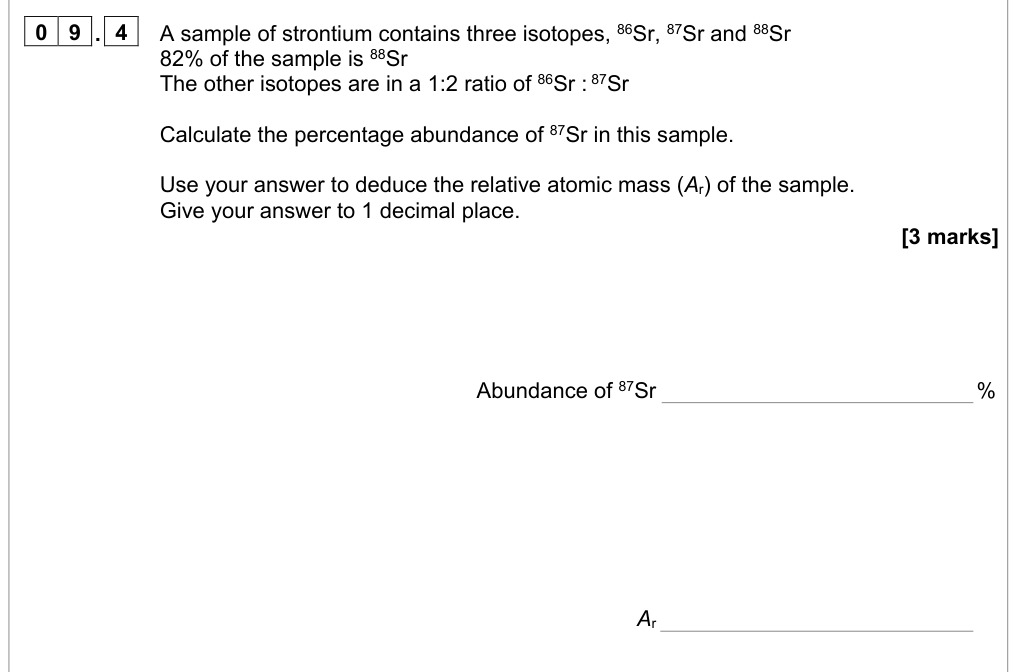 09.4 A sample of strontium contains three isotopes, ⁸⁶Sr, ⁸⁷Sr and ⁸⁸Sr
82% of the sample is ⁸⁸Sr
The other isotopes are in a 1:2 ratio of ⁸⁶Sr : ⁸⁷Sr
Calculate the percentage abundance of ⁸⁷Sr in this sample.
Use your answer to deduce the relative atomic mass (Aᵣ) of the sample.
Give your answer to 1 decimal place.
[3 marks]
Abundance of ⁸⁷Sr %
Aᵣ